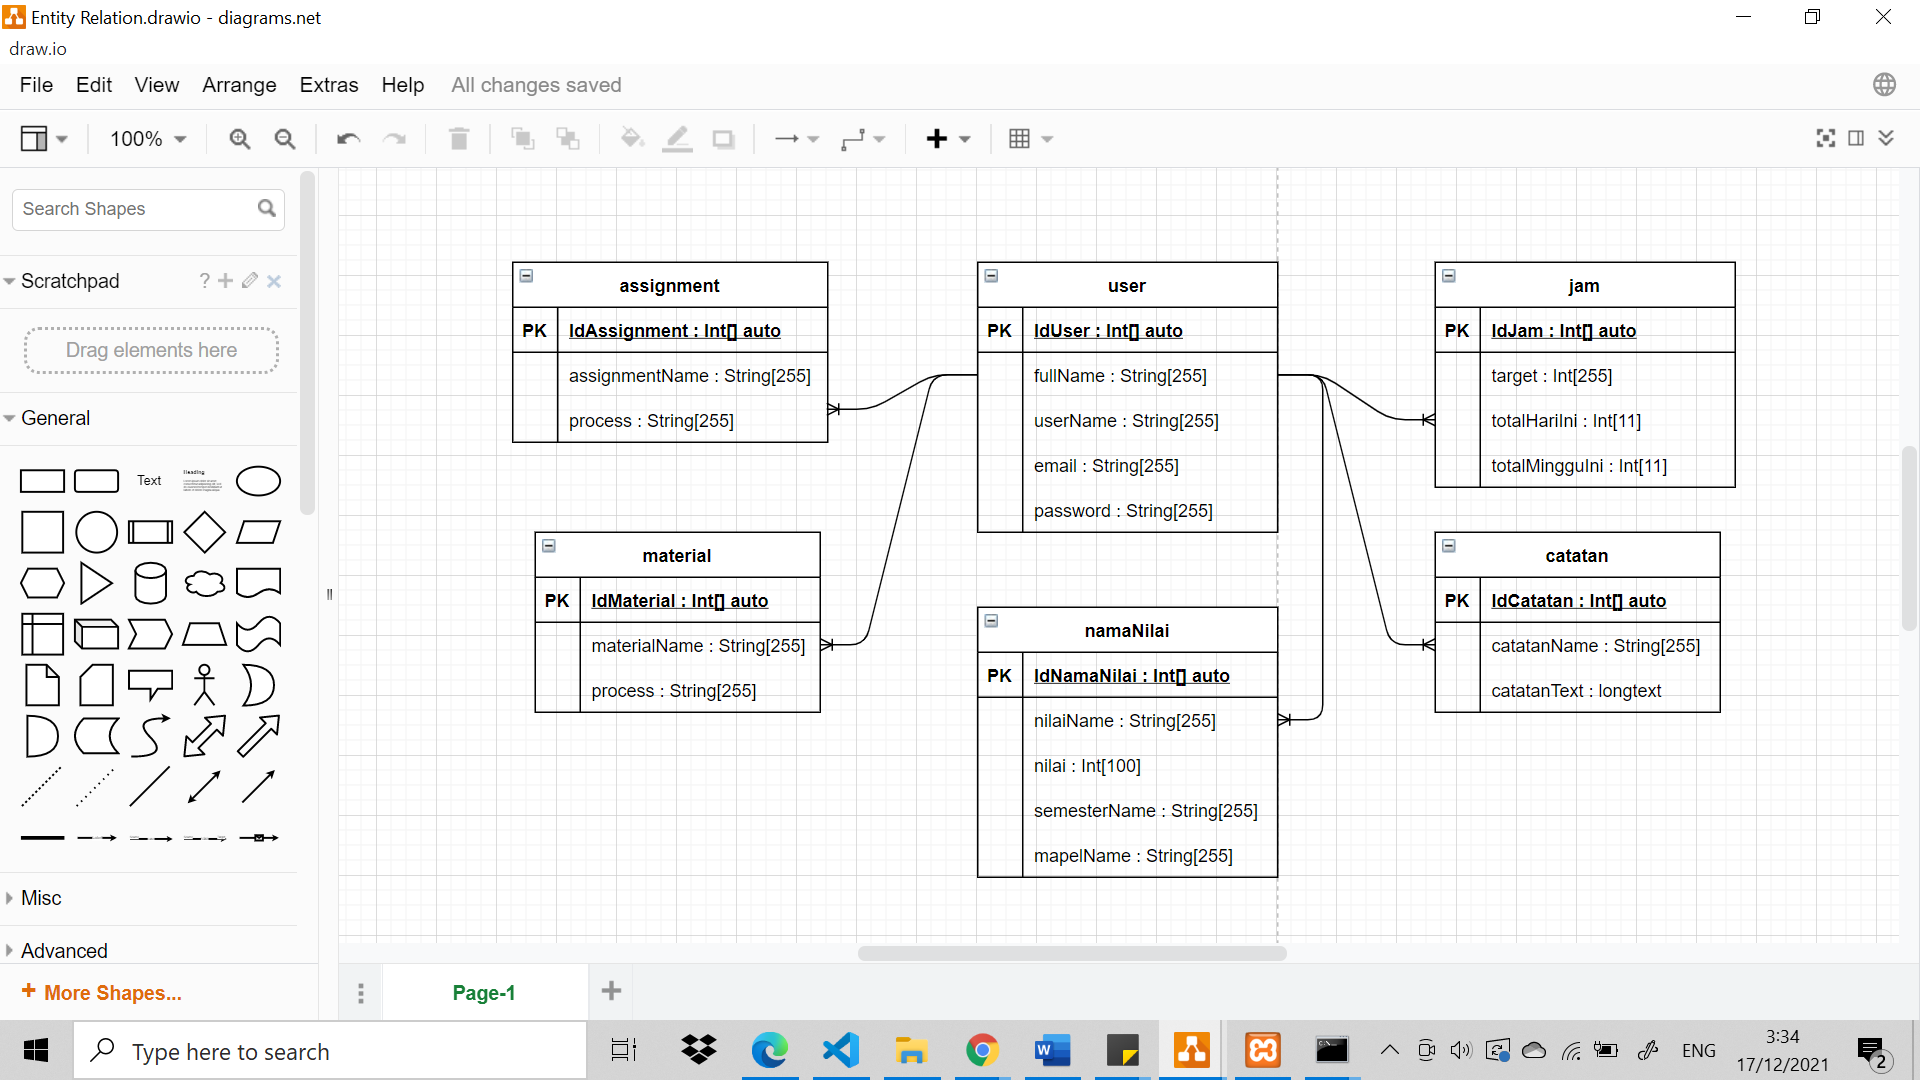 Entity Relation.drawio - diagrams.net
draw.io
File Edit View Arrange Extras Help All changes saved
100%
Search Shapes
Scratchpad
?
Drag elements here
General
Text
Heading
Misc
Advanced
More Shapes...
assignment
PK IdAssignment : Int[] auto
assignmentName : String[255]
process : String[255]
user
PK IdUser : Int[] auto
fullName : String[255]
userName : String[255]
email : String[255]
password : String[255]
jam
PK IdJam : Int[] auto
target : Int[255]
totalHariIni : Int[11]
totalMingguIni : Int[11]
material
PK IdMaterial : Int[] auto
materialName : String[255]
process : String[255]
namaNilai
PK IdNamaNilai : Int[] auto
nilaiName : String[255]
nilai : Int[100]
semesterName : String[255]
mapelName : String[255]
catatan
PK IdCatatan : Int[] auto
catatanName : String[255]
catatanText : longtext
Page-1
Type here to search
ENG
3:34
17/12/2021
2